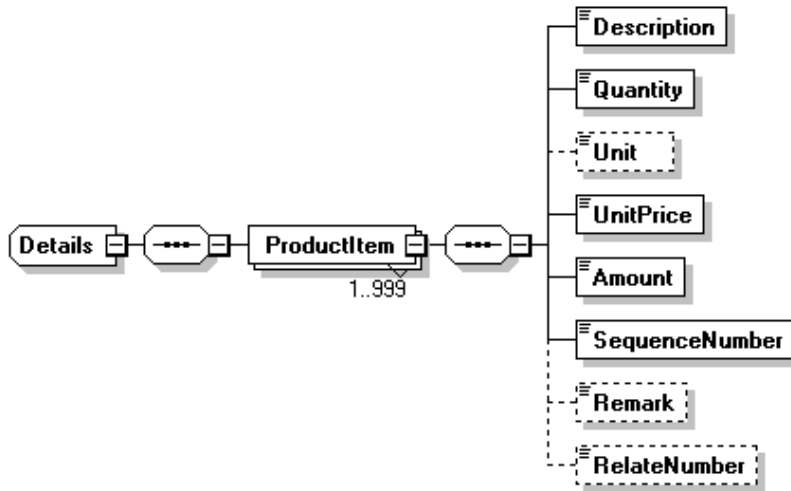 Description
Quantity
Unit
UnitPrice
Details
ProductItem
1..999
Amount
SequenceNumber
Remark
RelateNumber